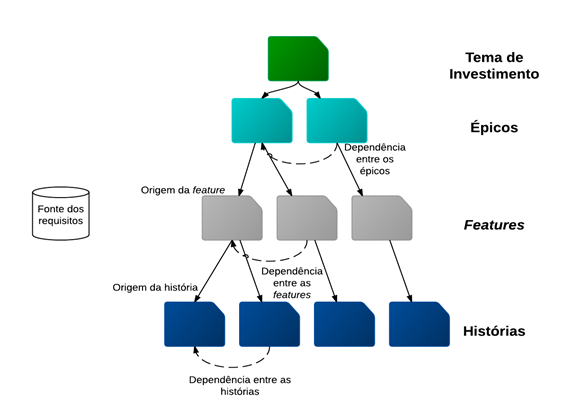 Tema de
Investimento
Épicos
Dependência
entre os
épicos
Origem da feature
Fonte dos
requisitos
Features
Dependência
entre as
features
Origem da história
Histórias
Dependência entre as
histórias